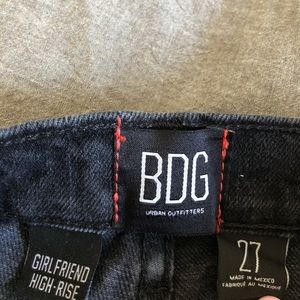 BDG
URBAN OUTFITTERS
GIRLFRIEND
HIGH-RISE
27
MADE IN MEXICO
FABRIQUÉ AU MEXIQUE